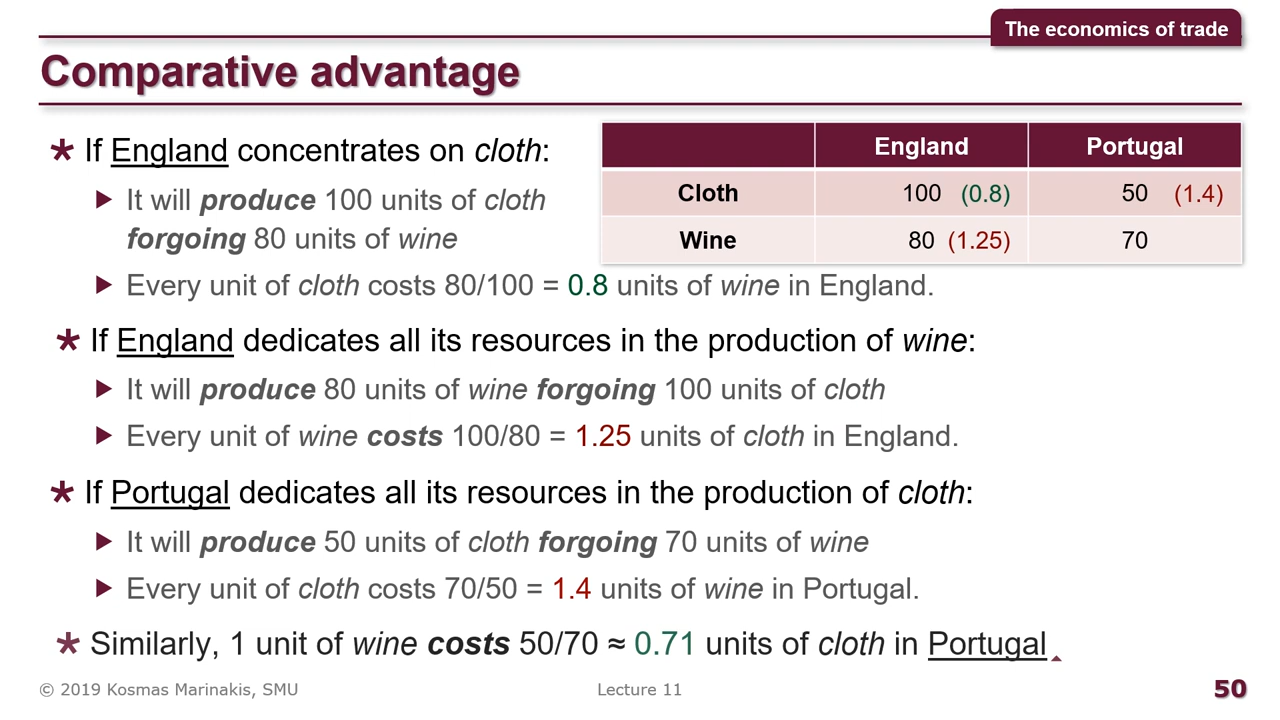 The economics of trade
Comparative advantage
* If England concentrates on cloth:
It will produce 100 units of cloth
forgoing 80 units of wine
Every unit of cloth costs 80/100 = 0.8 units of wine in England.
England Portugal
Cloth 100 (0.8) 50 (1.4)
Wine 80 (1.25) 70
* If England dedicates all its resources in the production of wine:
It will produce 80 units of wine forgoing 100 units of cloth
Every unit of wine costs 100/80 = 1.25 units of cloth in England.
* If Portugal dedicates all its resources in the production of cloth:
It will produce 50 units of cloth forgoing 70 units of wine
Every unit of cloth costs 70/50 = 1.4 units of wine in Portugal.
* Similarly, 1 unit of wine costs 50/70 ≈ 0.71 units of cloth in Portugal
© 2019 Kosmas Marinakis, SMU Lecture 11 50